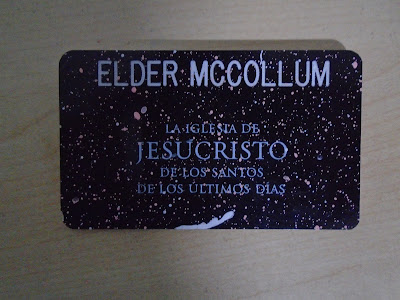 ELDER MCCOLLUM
LA IGLESIA DE
JESUCRISTO
DE LOS SANTOS
DE LOS ÚLTIMOS DÍAS